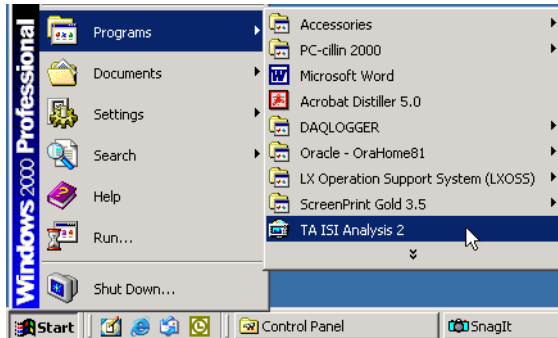 Windows 2000 Professional
Programs
Documents
Settings
Search
Help
Run...
Shut Down...
Accessories
PC-cillin 2000
Microsoft Word
Acrobat Distiller 5.0
DAQLOGGER
Oracle - OraHome81
LX Operation Support System (LXOSS)
ScreenPrint Gold 3.5
TA ISI Analysis 2
Start
Control Panel
SnagIt